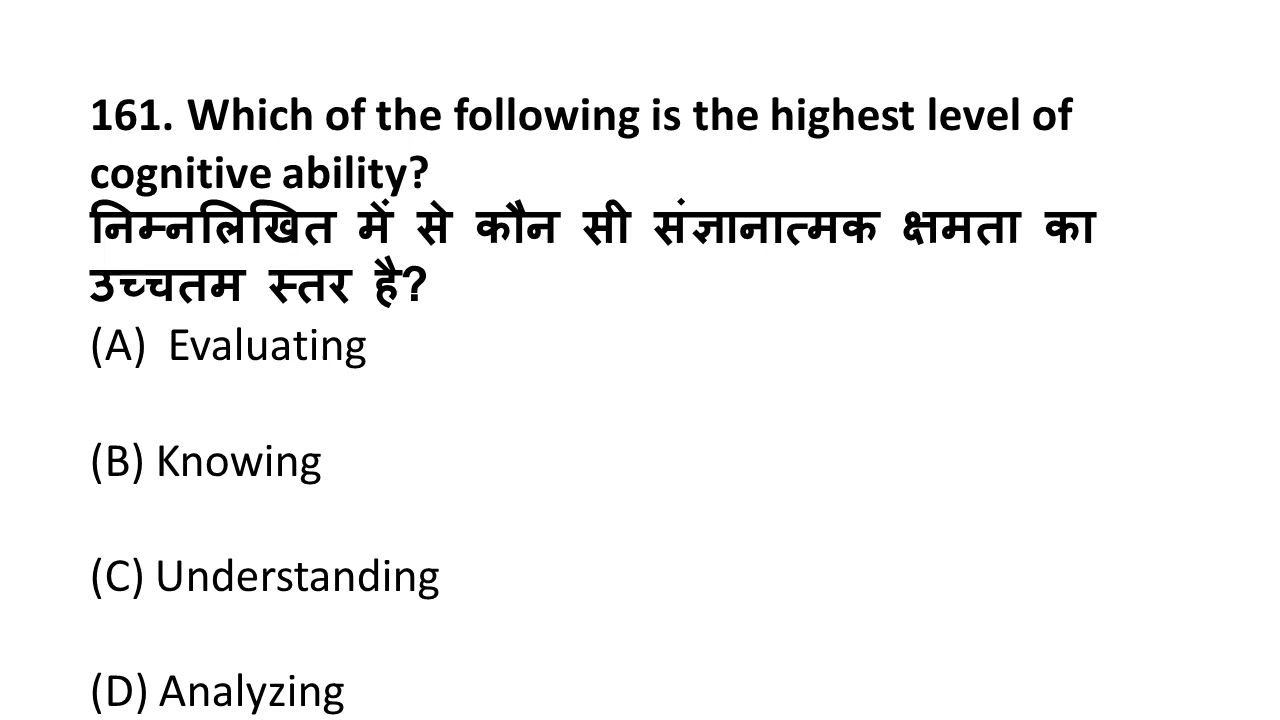 161. Which of the following is the highest level of
cognitive ability?
निम्नलिखित में से कौन सी संज्ञानात्मक क्षमता का
उच्चतम स्तर है?
(A) Evaluating
(B) Knowing
(C) Understanding
(D) Analyzing